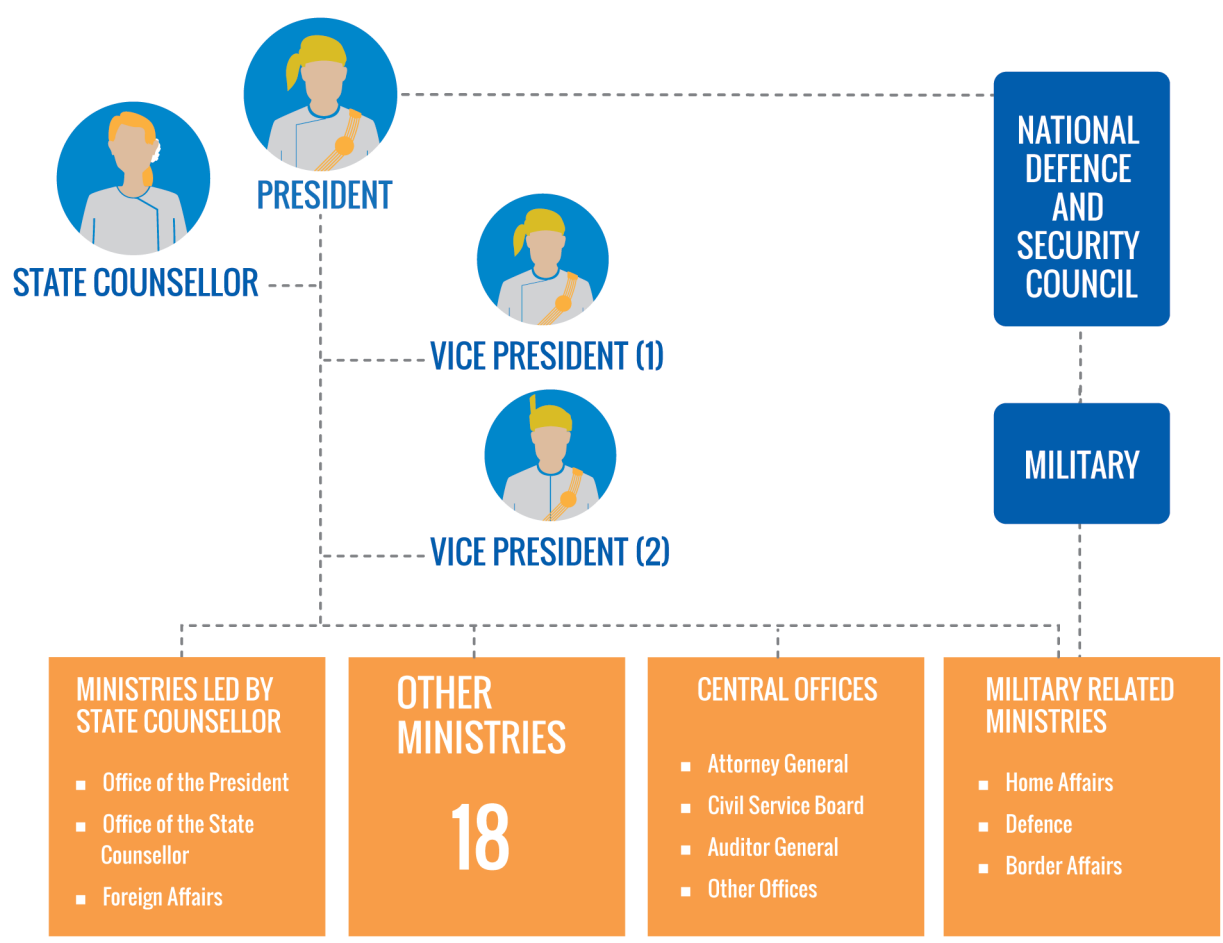 PRESIDENT
STATE COUNSELLOR
VICE PRESIDENT (1)
VICE PRESIDENT (2)
NATIONAL
DEFENCE
AND
SECURITY
COUNCIL
MILITARY
MINISTRIES LED BY
STATE COUNSELLOR
▪ Office of the President
▪ Office of the State
Counsellor
▪ Foreign Affairs
OTHER
MINISTRIES
18
CENTRAL OFFICES
▪ Attorney General
▪ Civil Service Board
▪ Auditor General
▪ Other Offices
MILITARY RELATED
MINISTRIES
▪ Home Affairs
▪ Defence
▪ Border Affairs